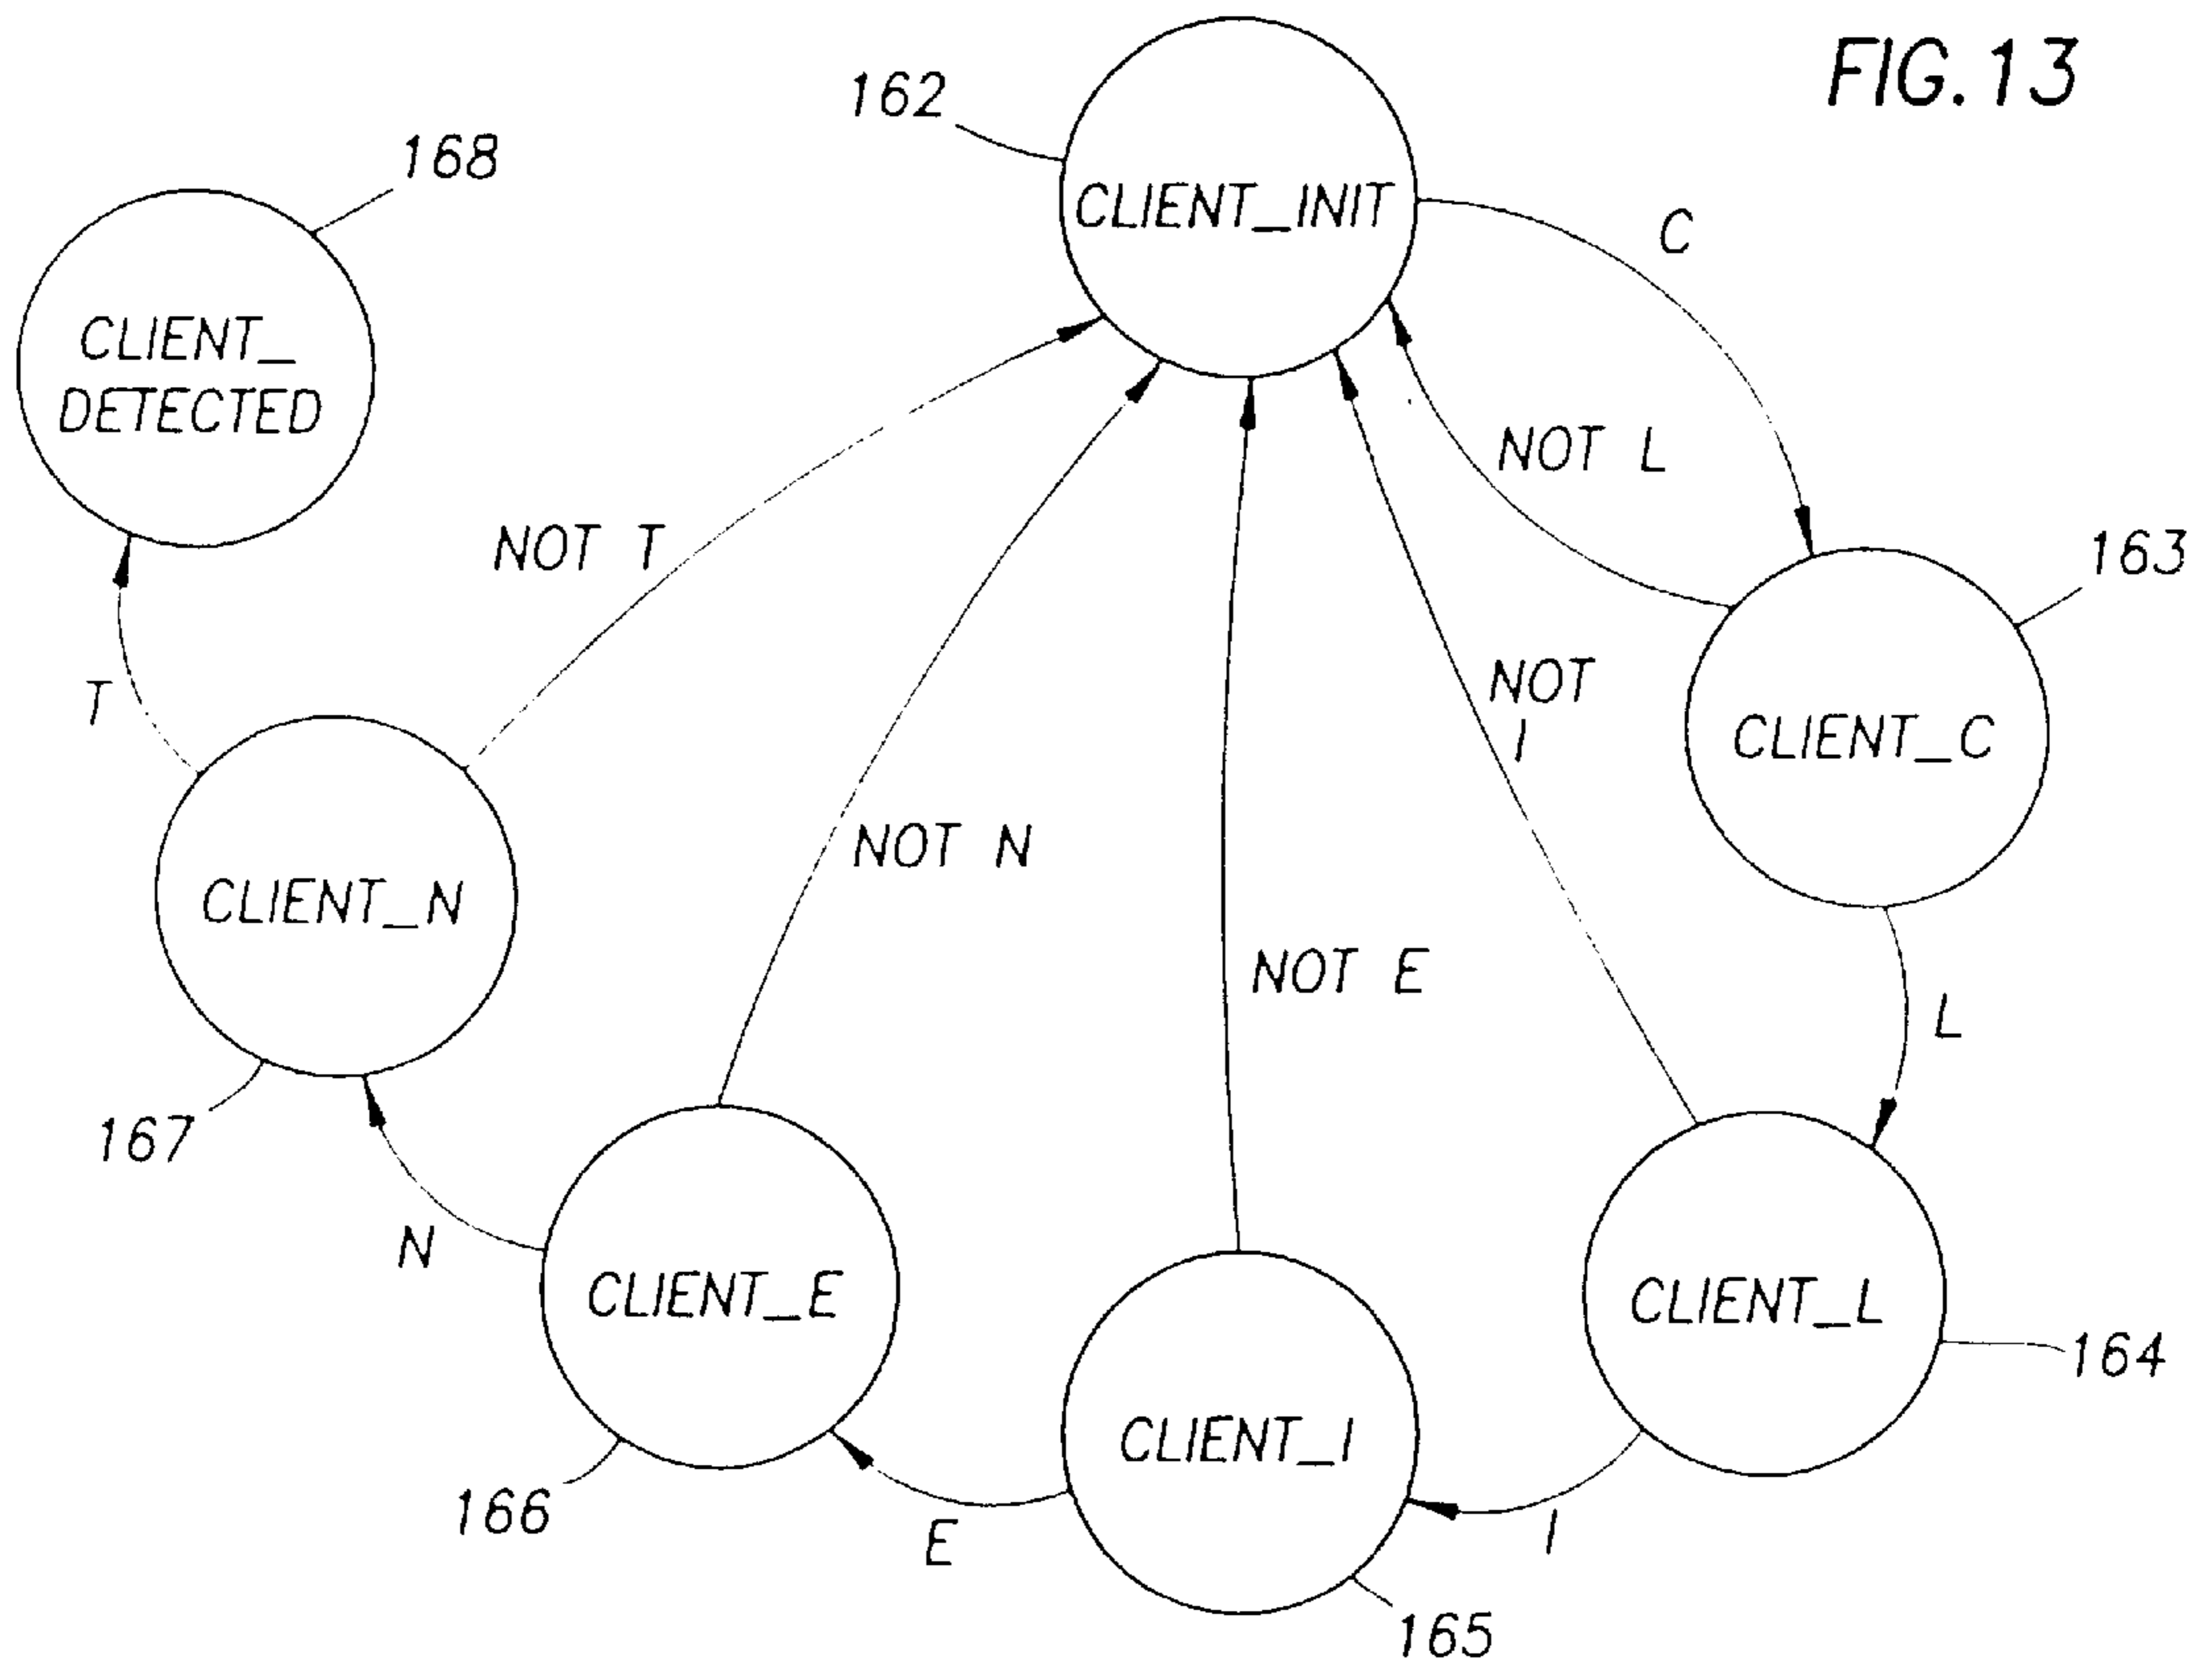 FIG. 13
162
168
CLIENT_INIT
C
CLIENT_
DETECTED
NOT L
NOT T
163
T
NOT
I
CLIENT_C
NOT N
CLIENT_N
NOT E
L
167
N
CLIENT_E
CLIENT_L
164
CLIENT_I
166
E
I
165